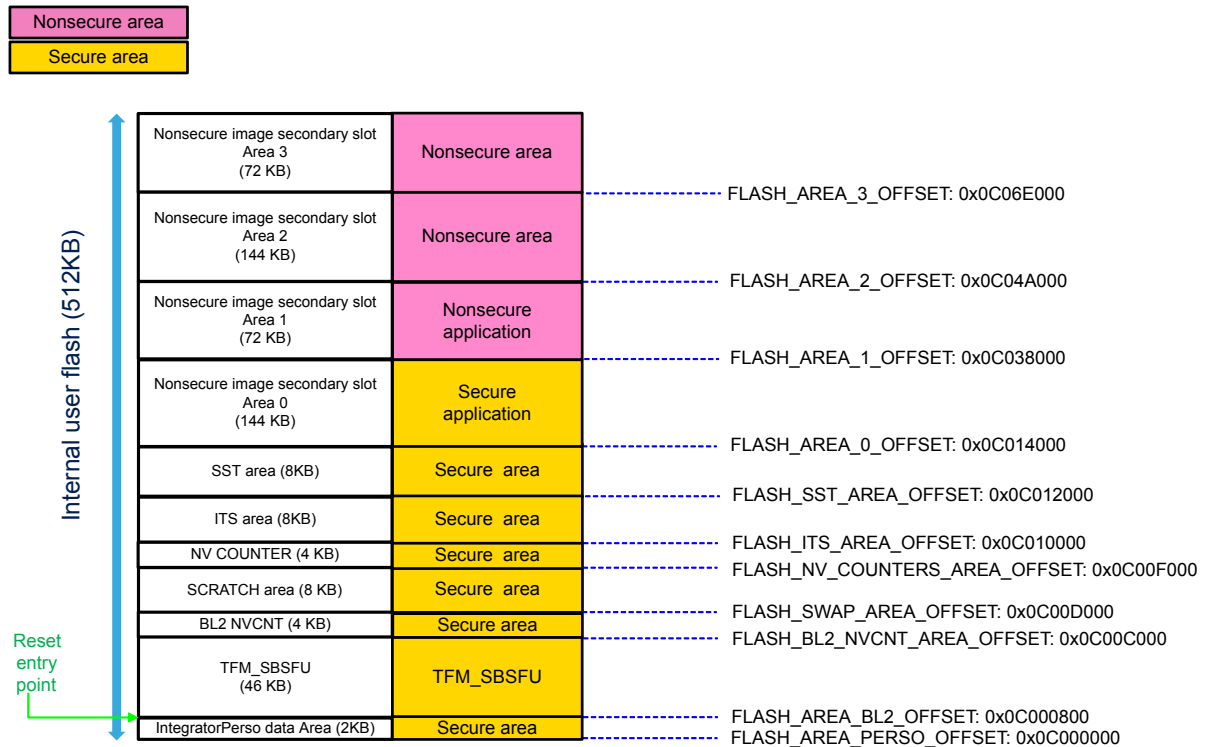 Nonsecure area
Secure area
Internal user flash (512KB)
Nonsecure image secondary slot
Area 3
(72 KB)
Nonsecure area
FLASH_AREA_3_OFFSET: 0x0C06E000
Nonsecure image secondary slot
Area 2
(144 KB)
Nonsecure area
FLASH_AREA_2_OFFSET: 0x0C04A000
Nonsecure image secondary slot
Area 1
(72 KB)
Nonsecure
application
FLASH_AREA_1_OFFSET: 0x0C038000
Nonsecure image secondary slot
Area 0
(144 KB)
Secure
application
FLASH_AREA_0_OFFSET: 0x0C014000
SST area (8KB)
Secure area
FLASH_SST_AREA_OFFSET: 0x0C012000
ITS area (8KB)
Secure area
FLASH_ITS_AREA_OFFSET: 0x0C010000
NV COUNTER (4 KB)
Secure area
FLASH_NV_COUNTERS_AREA_OFFSET: 0x0C00F000
SCRATCH area (8 KB)
Secure area
FLASH_SWAP_AREA_OFFSET: 0x0C00D000
BL2 NVCNT (4 KB)
Secure area
FLASH_BL2_NVCNT_AREA_OFFSET: 0x0C00C000
Reset
entry
point
TFM_SBSFU
(46 KB)
TFM_SBSFU
FLASH_AREA_BL2_OFFSET: 0x0C000800
IntegratorPerso data Area (2KB)
Secure area
FLASH_AREA_PERSO_OFFSET: 0x0C000000